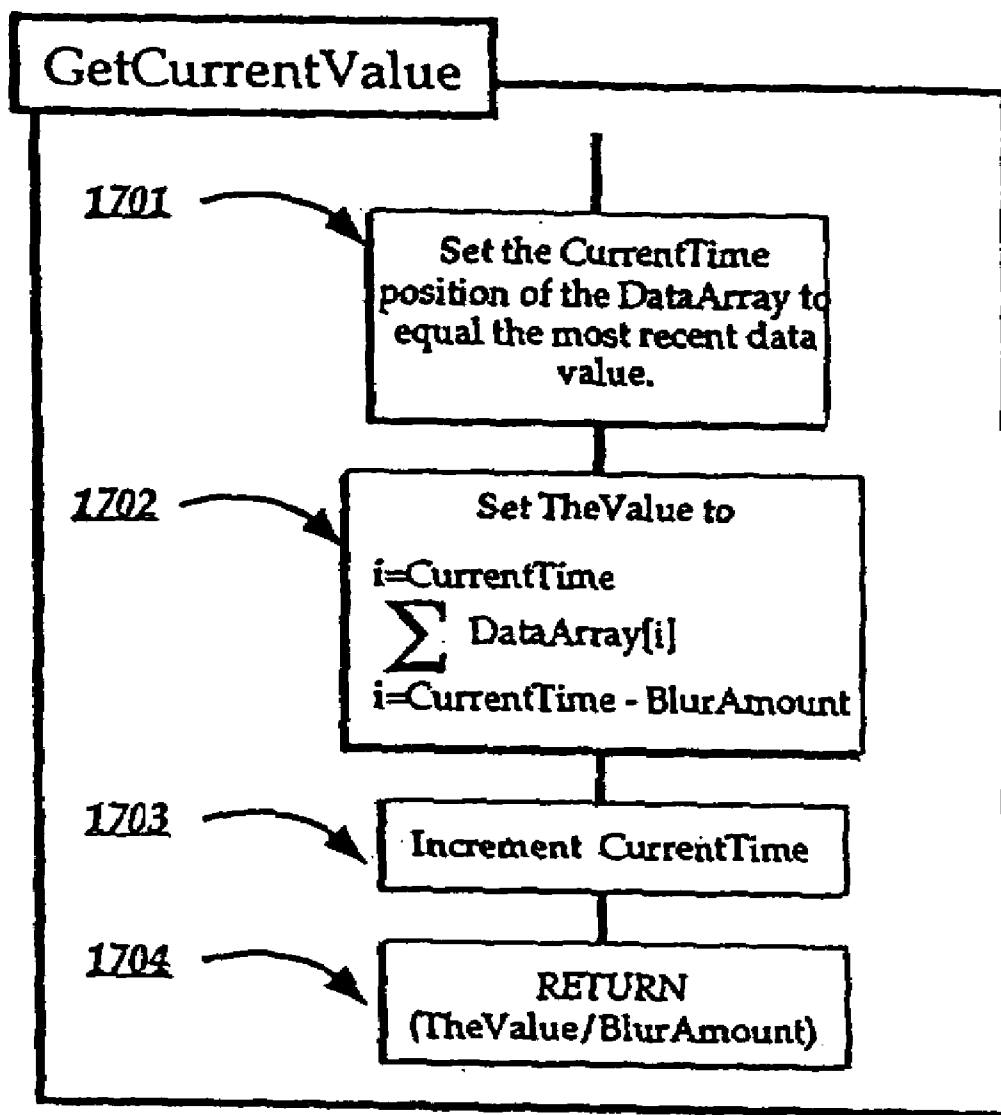 GetCurrentValue
1701
Set the CurrentTime
position of the DataArray to
equal the most recent data
value.
1702
Set TheValue to
i=CurrentTime
∑ DataArray[i]
i=CurrentTime - BlurAmount
1703
Increment CurrentTime
1704
RETURN
(TheValue/BlurAmount)